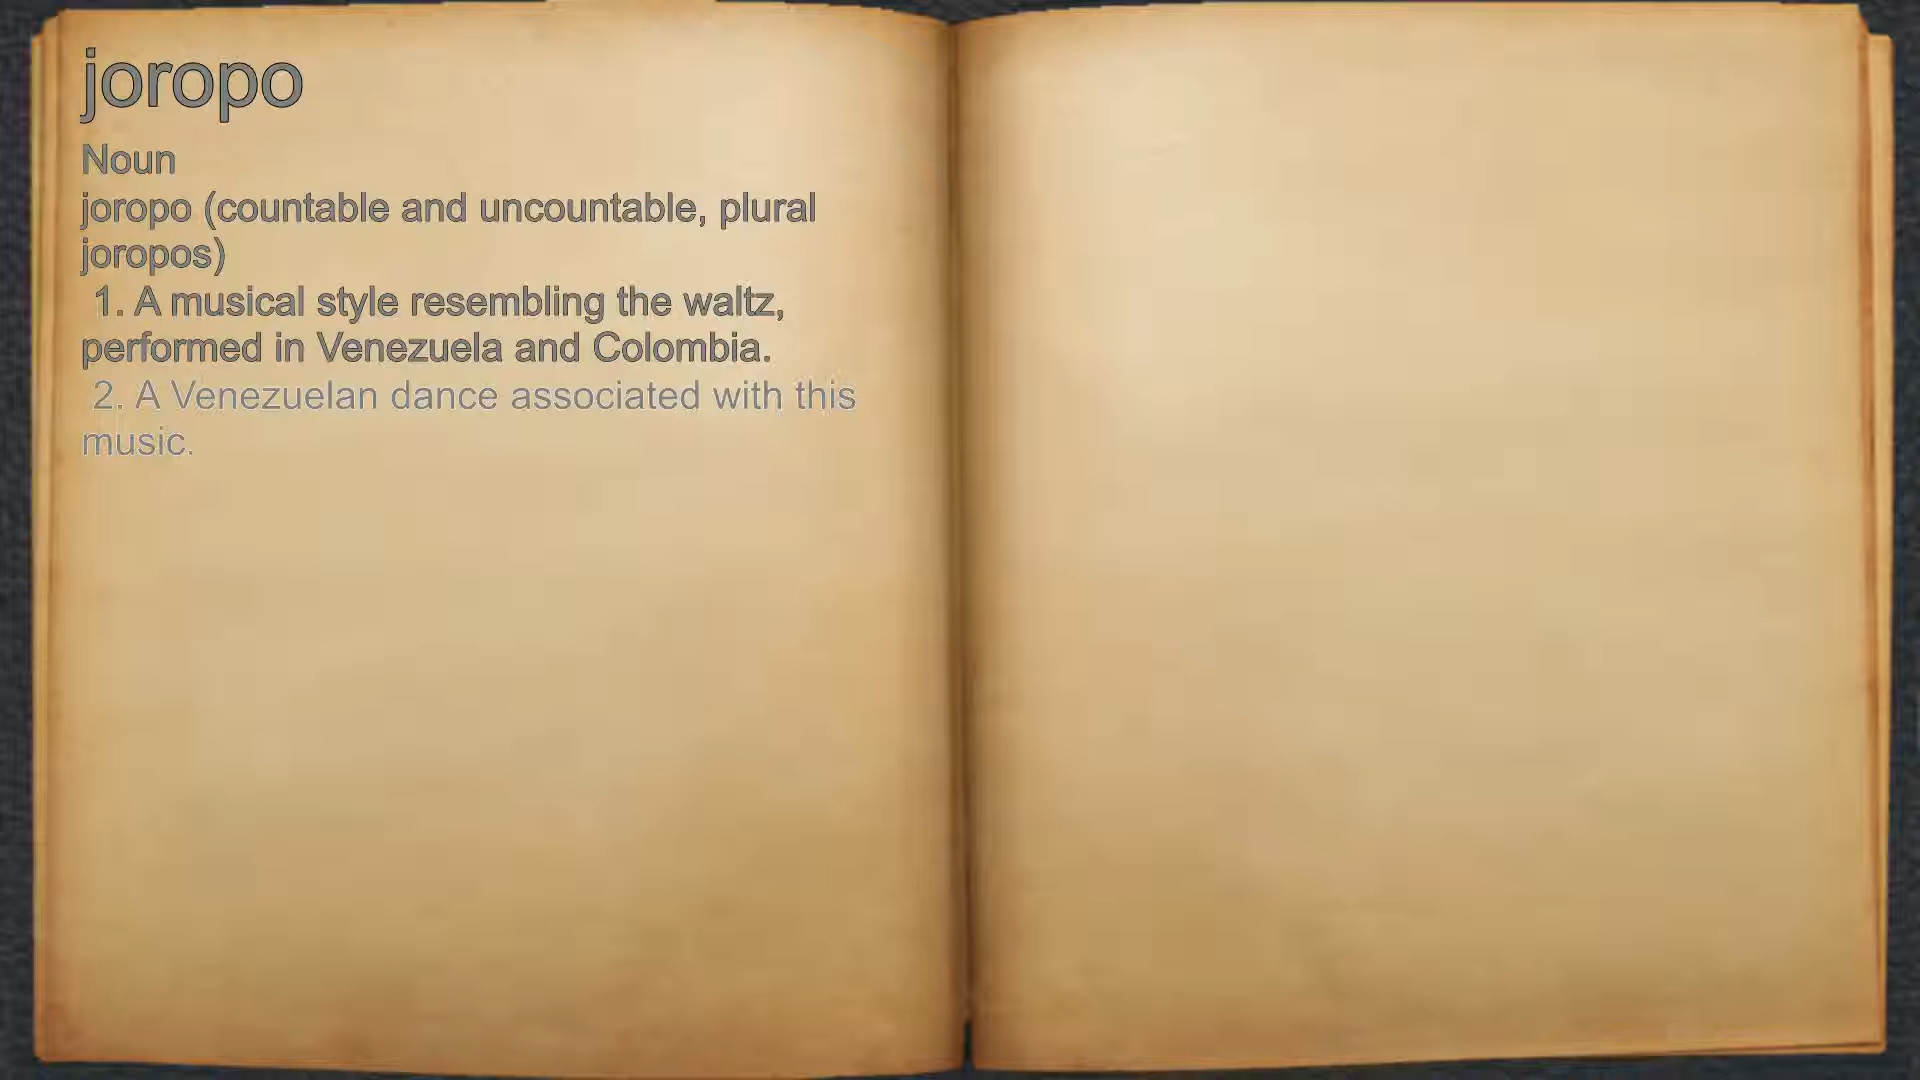 joropo
Noun
joropo (countable and uncountable, plural
joropos)
1. A musical style resembling the waltz,
performed in Venezuela and Colombia.
2. A Venezuelan dance associated with this
music.